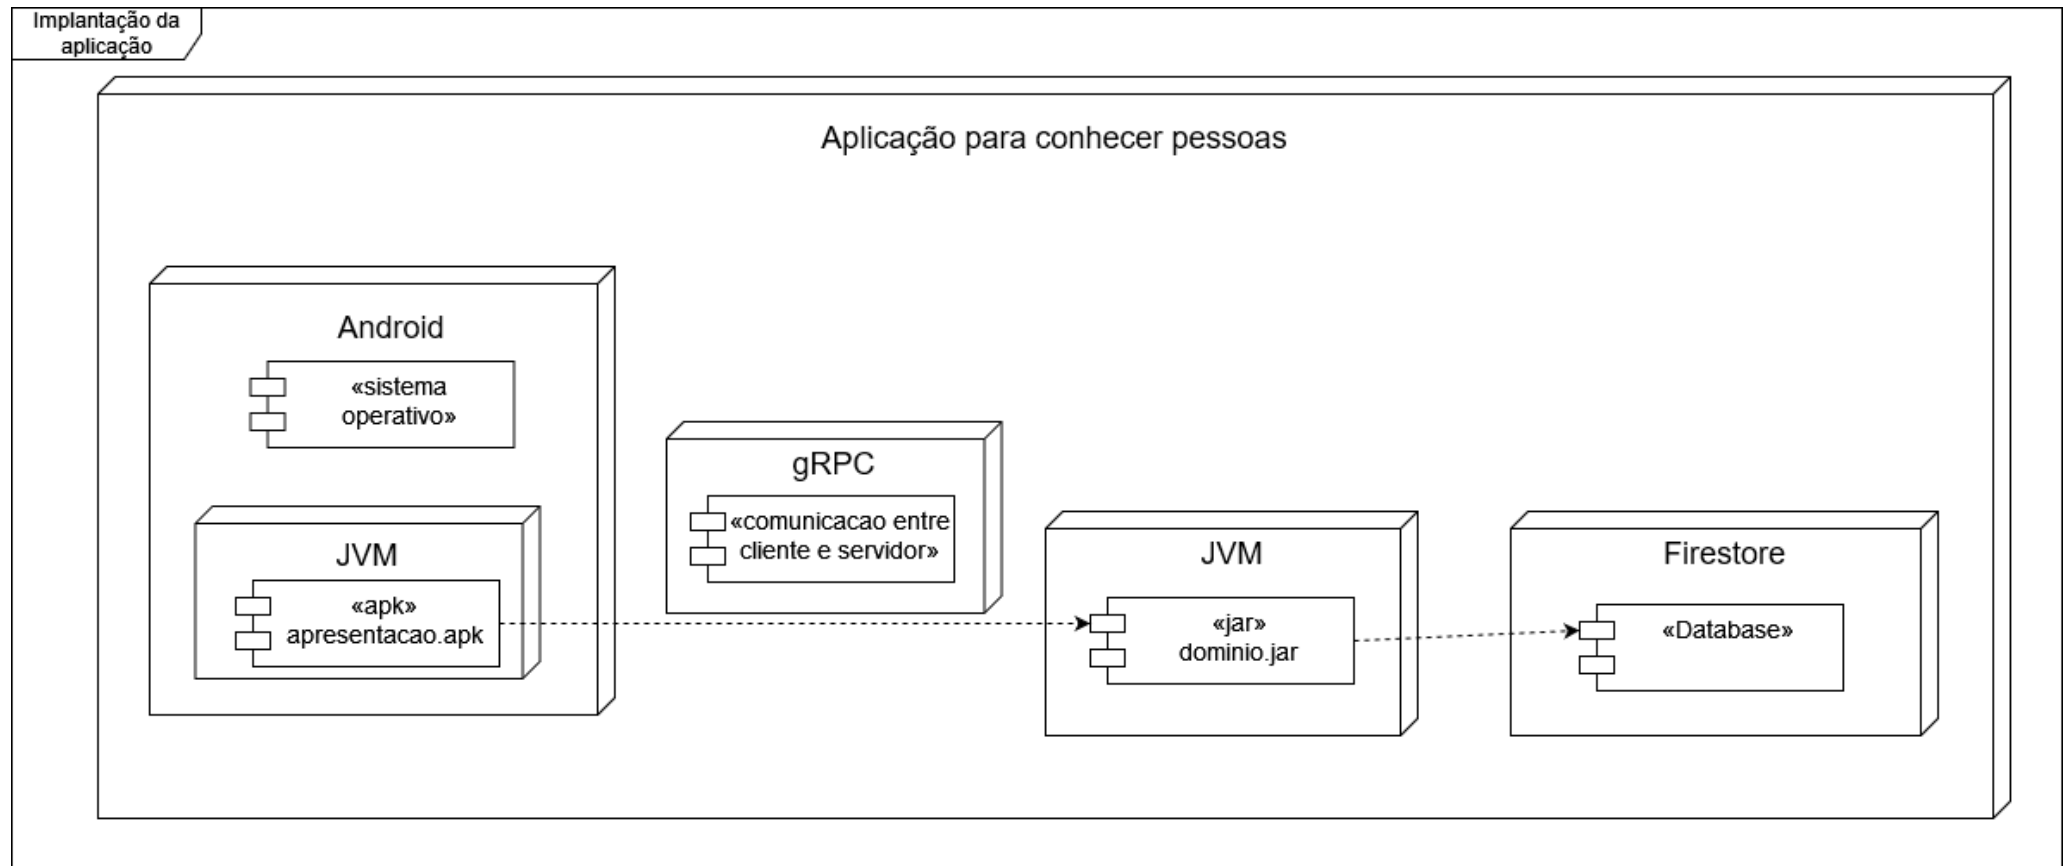 Implantação da
aplicação
Aplicação para conhecer pessoas
Android
«sistema
operativo»
JVM
«apk»
apresentacao.apk
gRPC
«comunicacao entre
cliente e servidor»
JVM
«jar»
dominio.jar
Firestore
«Database»